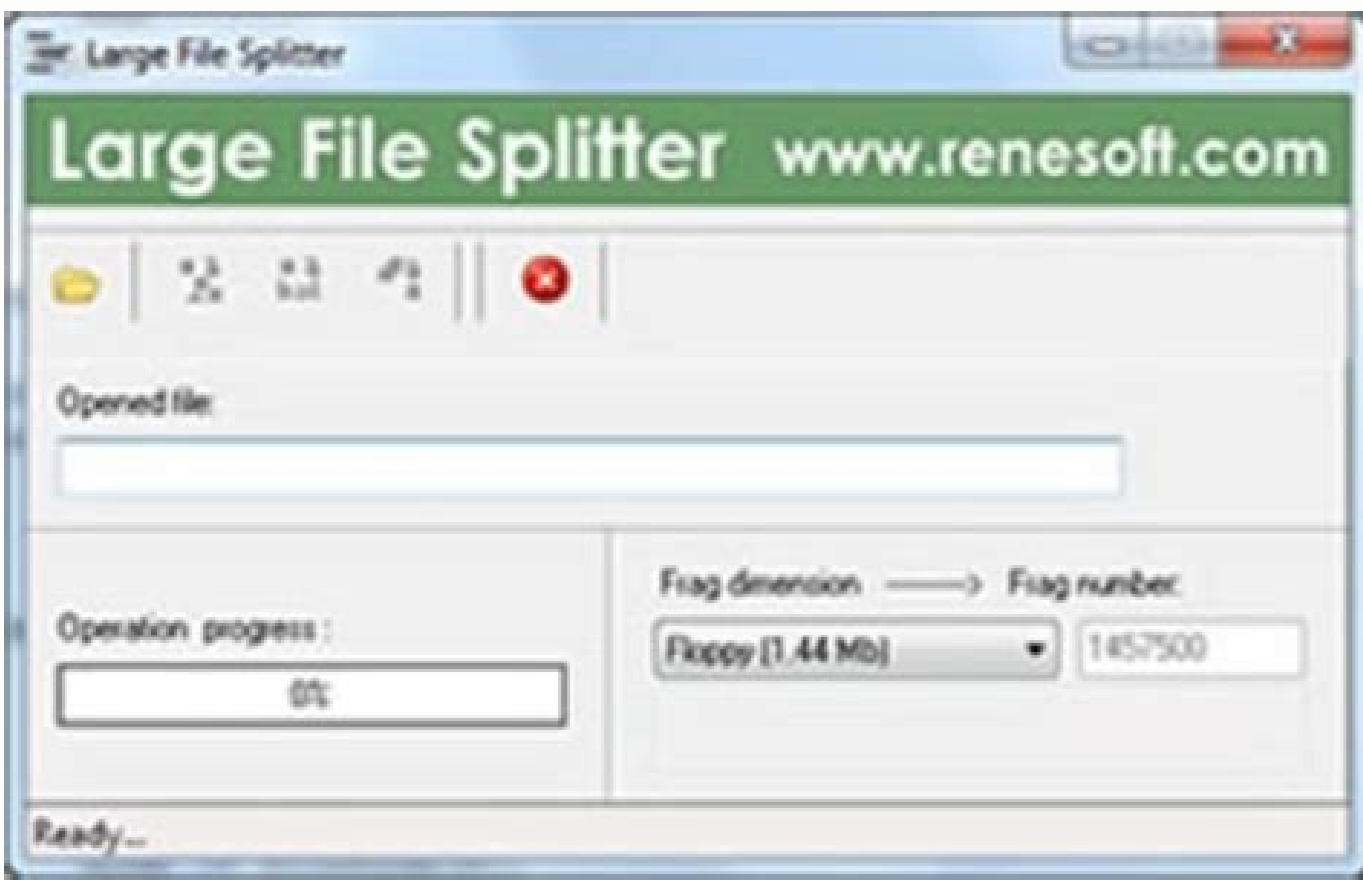 Large File Splitter
Large File Splitter www.renesoft.com
Opened file:
Frag dimension ----> Frag number:
Operation progress :
Floppy [1.44 Mb] 1457500
0%
Ready...